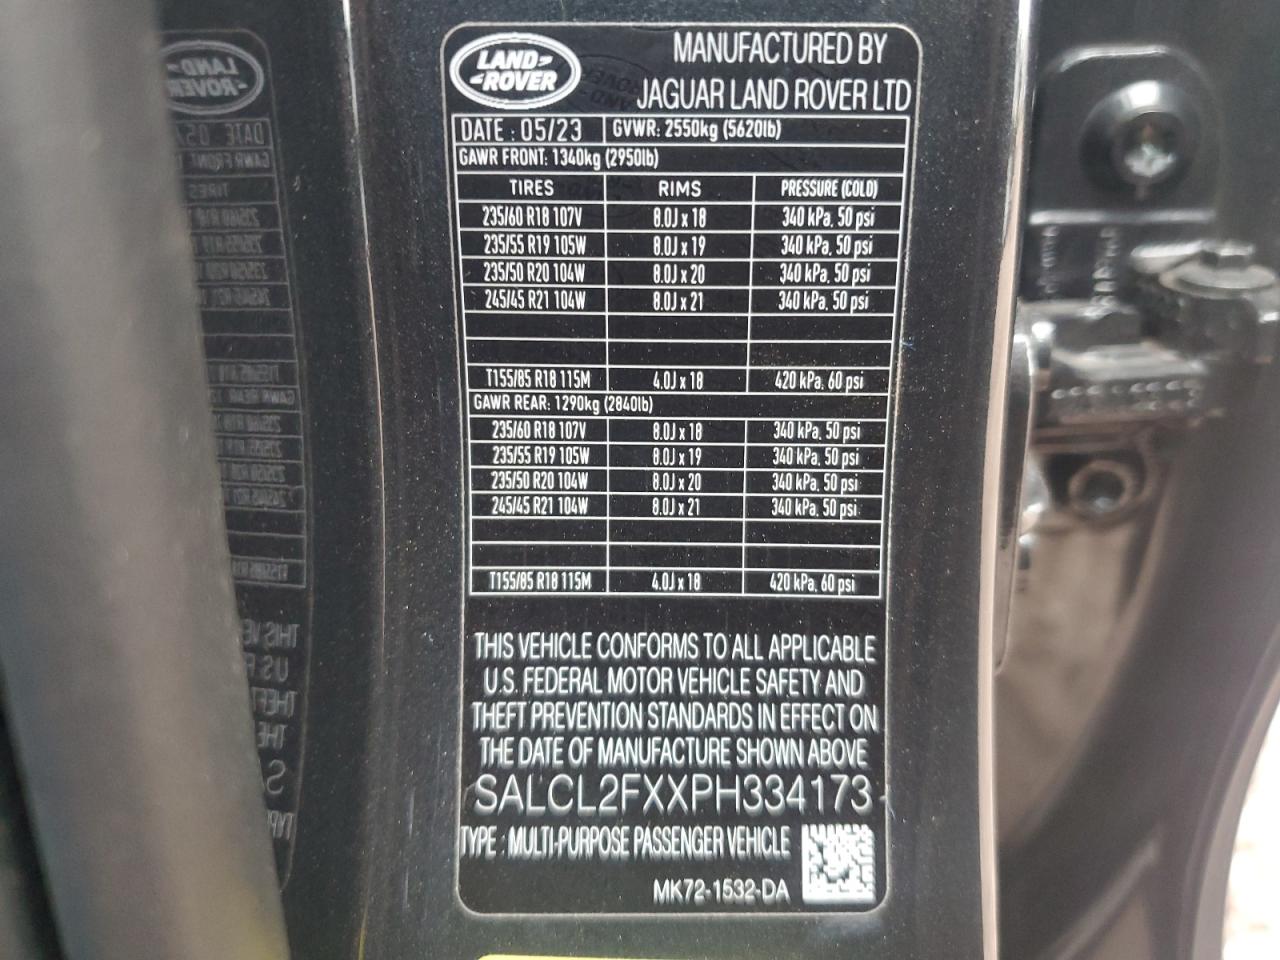 LAND ROVER
MANUFACTURED BY
JAGUAR LAND ROVER LTD
DATE : 05/23 GVWR: 2550kg (5620lb)
GAWR FRONT: 1340kg (2950lb)
TIRES RIMS PRESSURE (COLD)
235/60 R18 107V 8.0J x 18 340 kPa, 50 psi
235/55 R19 105W 8.0J x 19 340 kPa, 50 psi
235/50 R20 104W 8.0J x 20 340 kPa, 50 psi
245/45 R21 104W 8.0J x 21 340 kPa, 50 psi
T155/85 R18 115M 4.0J x 18 420 kPa, 60 psi
GAWR REAR: 1290kg (2840lb)
235/60 R18 107V 8.0J x 18 340 kPa, 50 psi
235/55 R19 105W 8.0J x 19 340 kPa, 50 psi
235/50 R20 104W 8.0J x 20 340 kPa, 50 psi
245/45 R21 104W 8.0J x 21 340 kPa, 50 psi
T155/85 R18 115M 4.0J x 18 420 kPa, 60 psi
THIS VEHICLE CONFORMS TO ALL APPLICABLE
U.S. FEDERAL MOTOR VEHICLE SAFETY AND
THEFT PREVENTION STANDARDS IN EFFECT ON
THE DATE OF MANUFACTURE SHOWN ABOVE
SALCL2FXXPH334173
TYPE : MULTI-PURPOSE PASSENGER VEHICLE
MK72-1532-DA